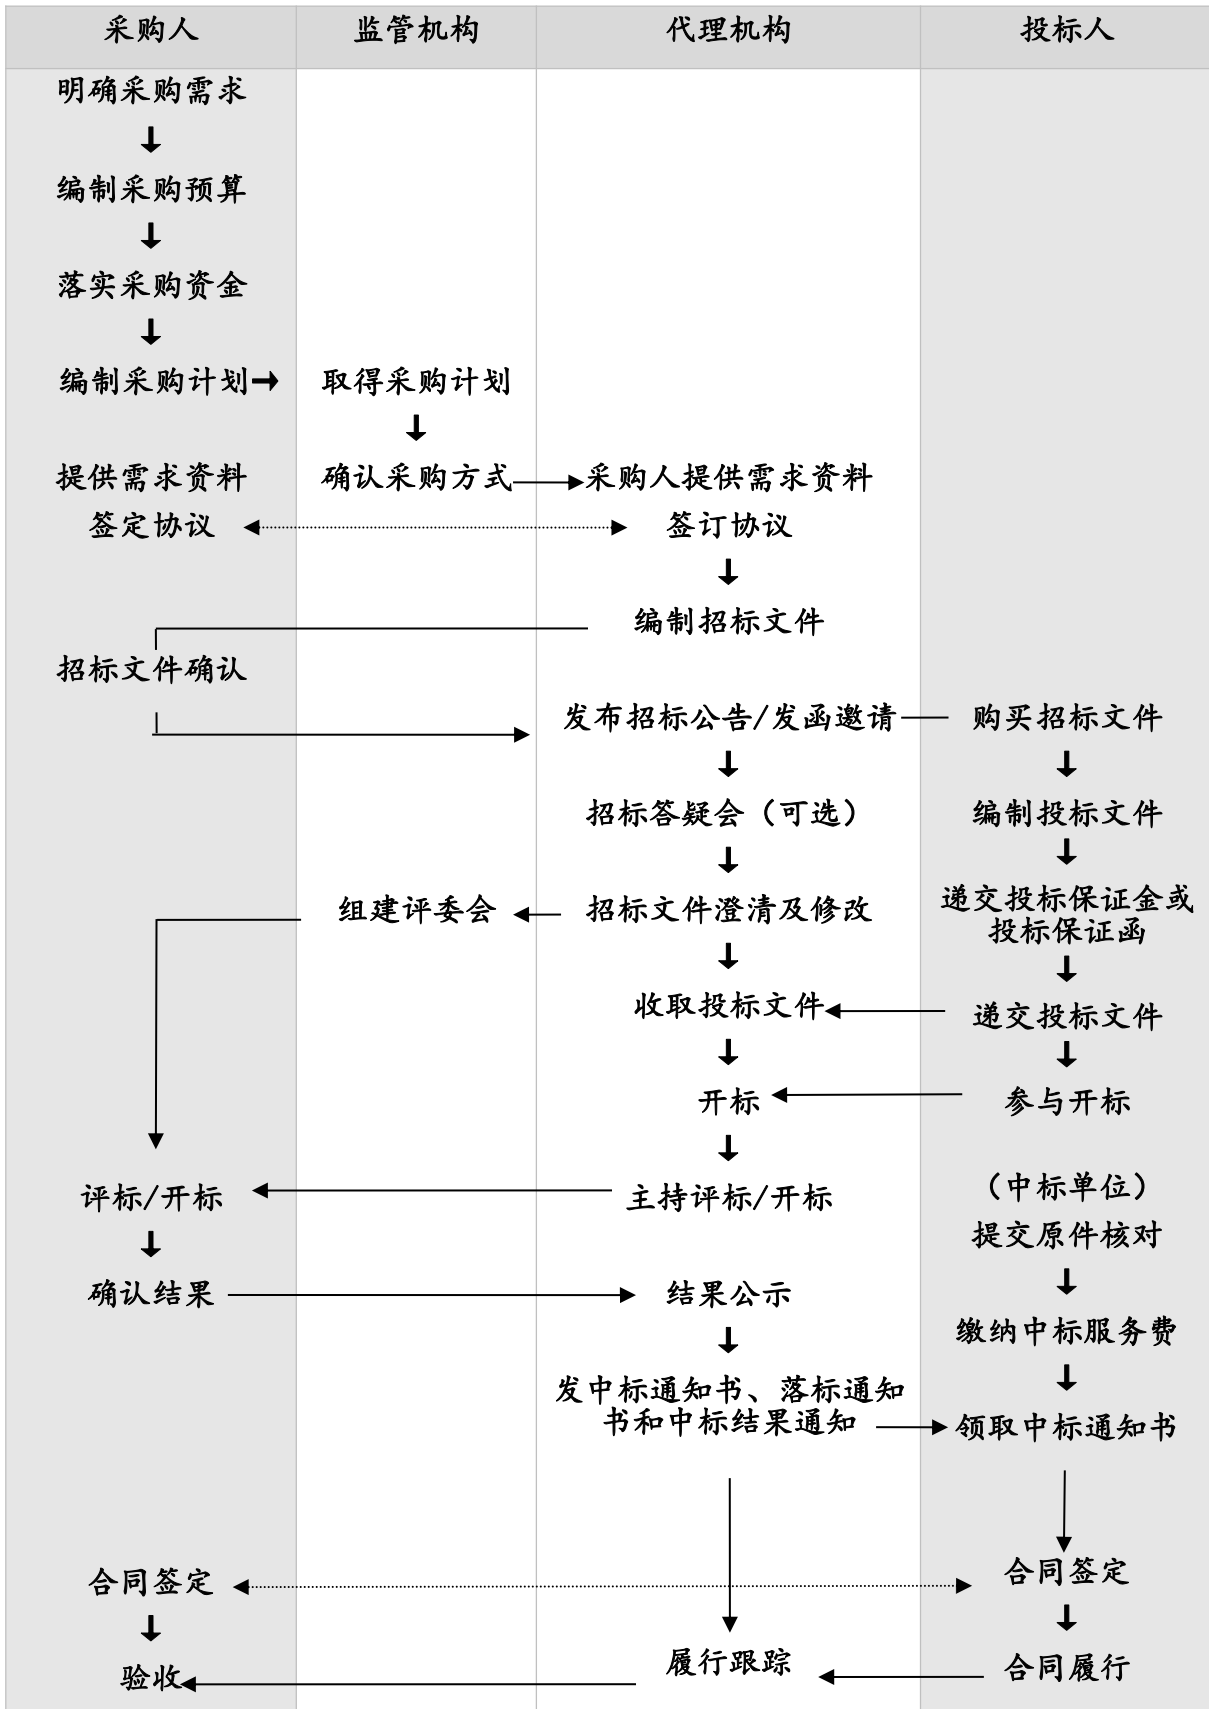 采购人
监管机构
代理机构
投标人
明确采购需求
编制采购预算
落实采购资金
编制采购计划
取得采购计划
提供需求资料
确认采购方式
采购人提供需求资料
签定协议
签订协议
编制招标文件
招标文件确认
发布招标公告/发函邀请
购买招标文件
招标答疑会（可选）
编制投标文件
组建评委会
招标文件澄清及修改
递交投标保证金或
投标保证函
收取投标文件
递交投标文件
开标
参与开标
评标/开标
主持评标/开标
（中标单位）
提交原件核对
确认结果
结果公示
缴纳中标服务费
发中标通知书、落标通知
书和中标结果通知
领取中标通知书
合同签定
合同签定
验收
履行跟踪
合同履行